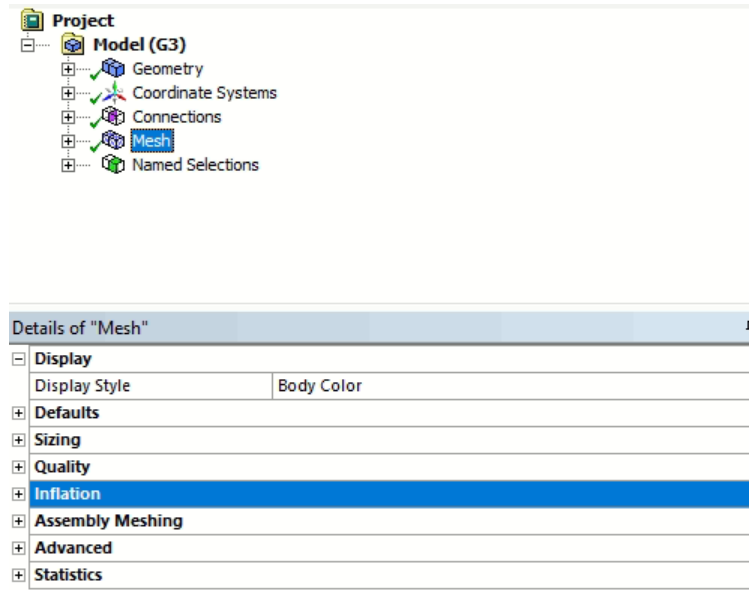 Project
Model (G3)
Geometry
Coordinate Systems
Connections
Mesh
Named Selections
Details of "Mesh"
Display
Display Style Body Color
Defaults
Sizing
Quality
Inflation
Assembly Meshing
Advanced
Statistics